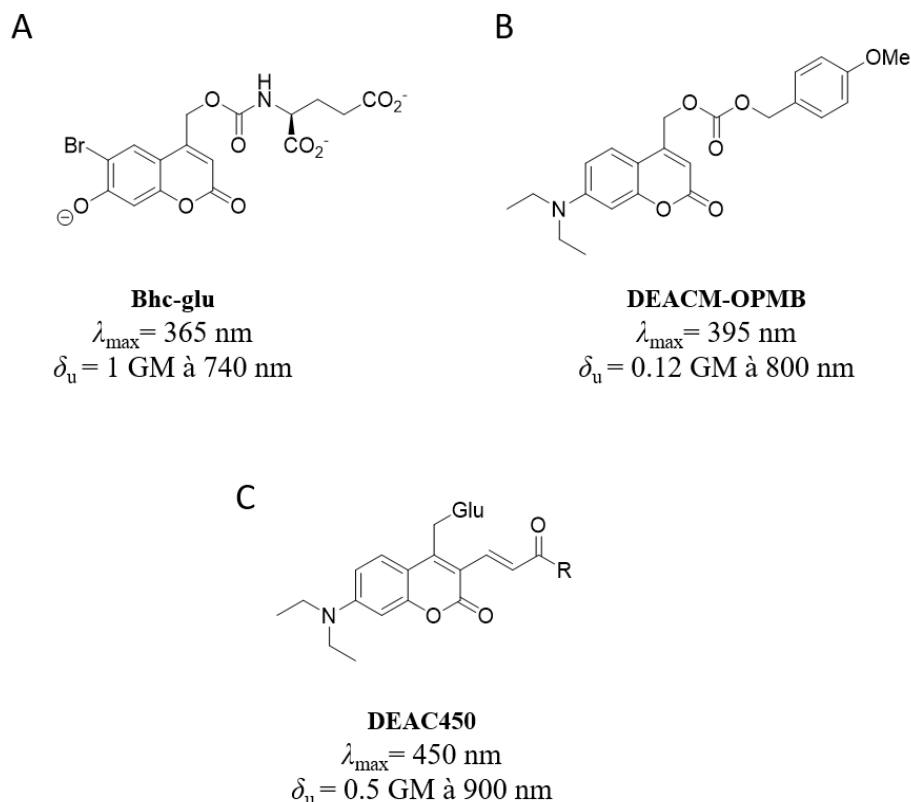 A
H
N
O
O
CO₂⁻
CO₂⁻
Br
O
O
O
⊖
Bhc-glu
λmax= 365 nm
δu = 1 GM à 740 nm
B
OMe
O
O
O
N
O
O
DEACM-OPMB
λmax= 395 nm
δu = 0.12 GM à 800 nm
C
Glu
O
R
N
O
O
DEAC450
λmax= 450 nm
δu = 0.5 GM à 900 nm